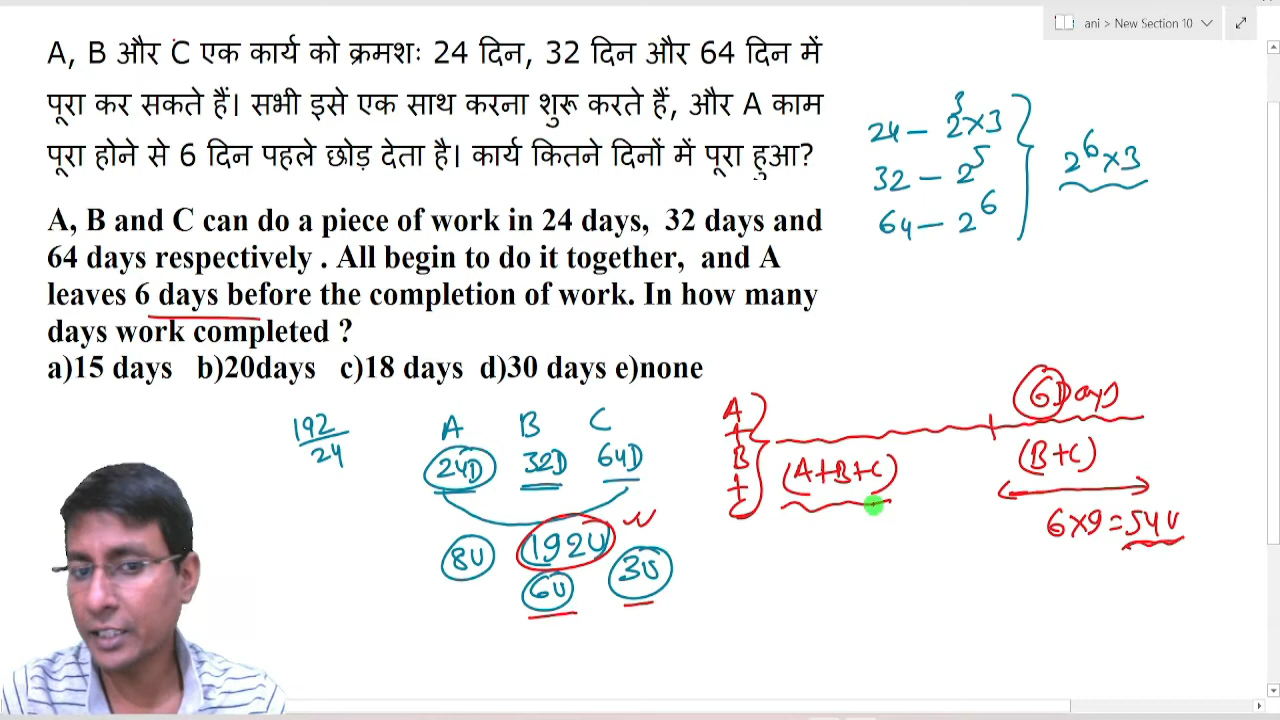 ani > New Section 10
A, B और C एक कार्य को क्रमशः 24 दिन, 32 दिन और 64 दिन में
पूरा कर सकते हैं। सभी इसे एक साथ करना शुरू करते हैं, और A काम
पूरा होने से 6 दिन पहले छोड़ देता है। कार्य कितने दिनों में पूरा हुआ?
A, B and C can do a piece of work in 24 days, 32 days and
64 days respectively . All begin to do it together, and A
leaves 6 days before the completion of work. In how many
days work completed ?
a)15 days b)20days c)18 days d)30 days e)none
24 – 2³×3
32 – 2⁵
64 – 2⁶
2⁶×3
192
24
A B C
24D 32D 64D
192U
8U 6U 3U
A
+
B
+
(A+B+C)
6Days
(B+C)
6×9=54U